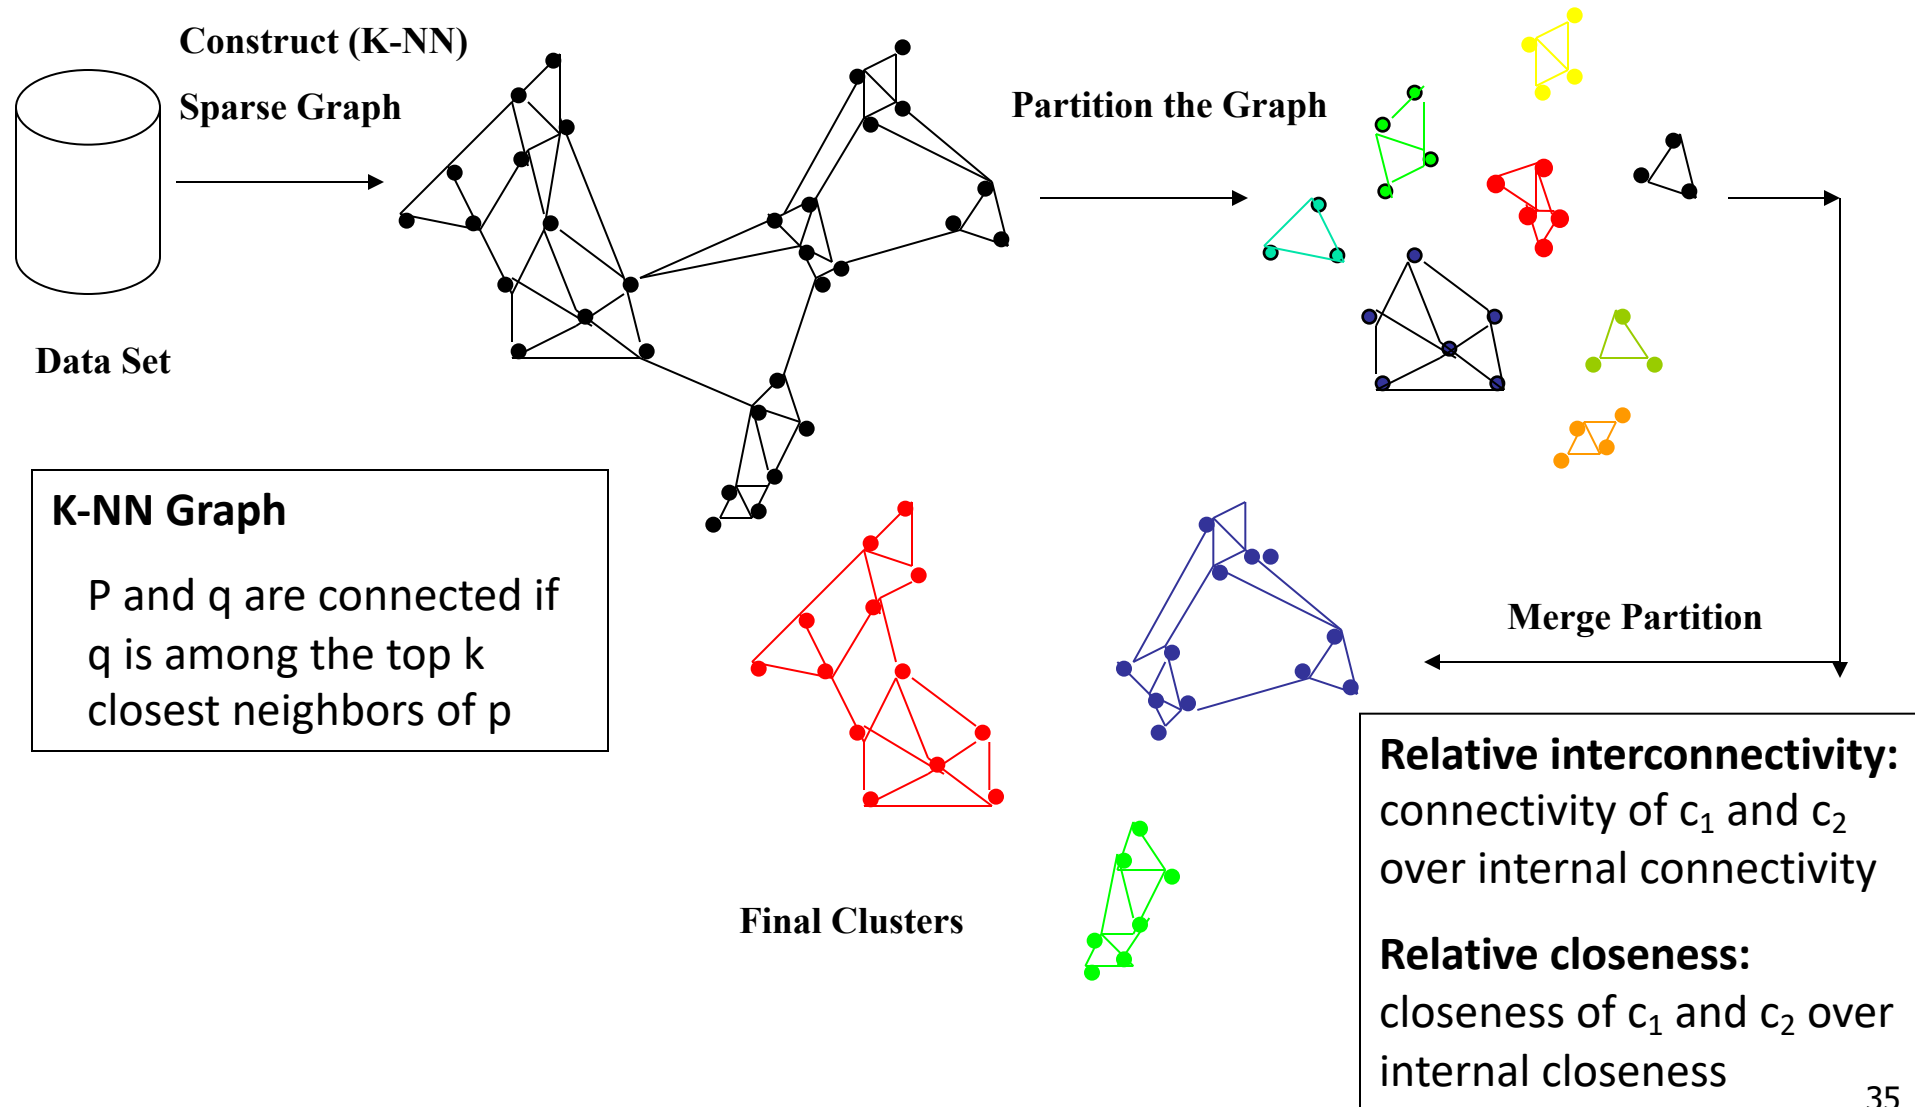 Construct (K-NN)
Sparse Graph
Data Set
Partition the Graph
K-NN Graph
P and q are connected if
q is among the top k
closest neighbors of p
Merge Partition
Final Clusters
Relative interconnectivity:
connectivity of c₁ and c₂
over internal connectivity
Relative closeness:
closeness of c₁ and c₂ over
internal closeness
35